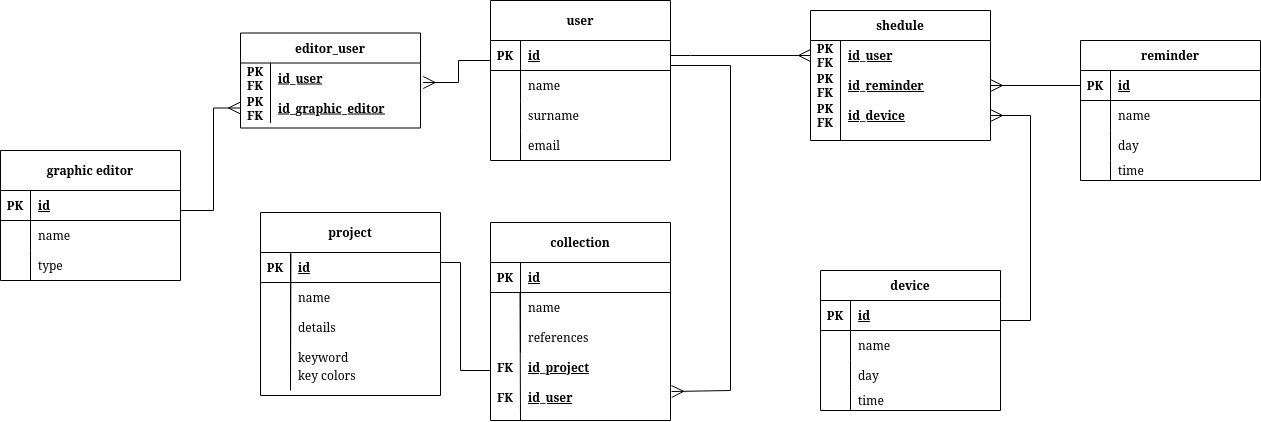 editor_user
PK
FK
id_user
PK
FK
id_graphic_editor
user
PK
id
name
surname
email
shedule
PK
FK
id_user
PK
FK
id_reminder
PK
FK
id_device
reminder
PK
id
name
day
time
graphic editor
PK
id
name
type
project
PK
id
name
details
keyword
key colors
collection
PK
id
name
references
FK
id_project
FK
id_user
device
PK
id
name
day
time